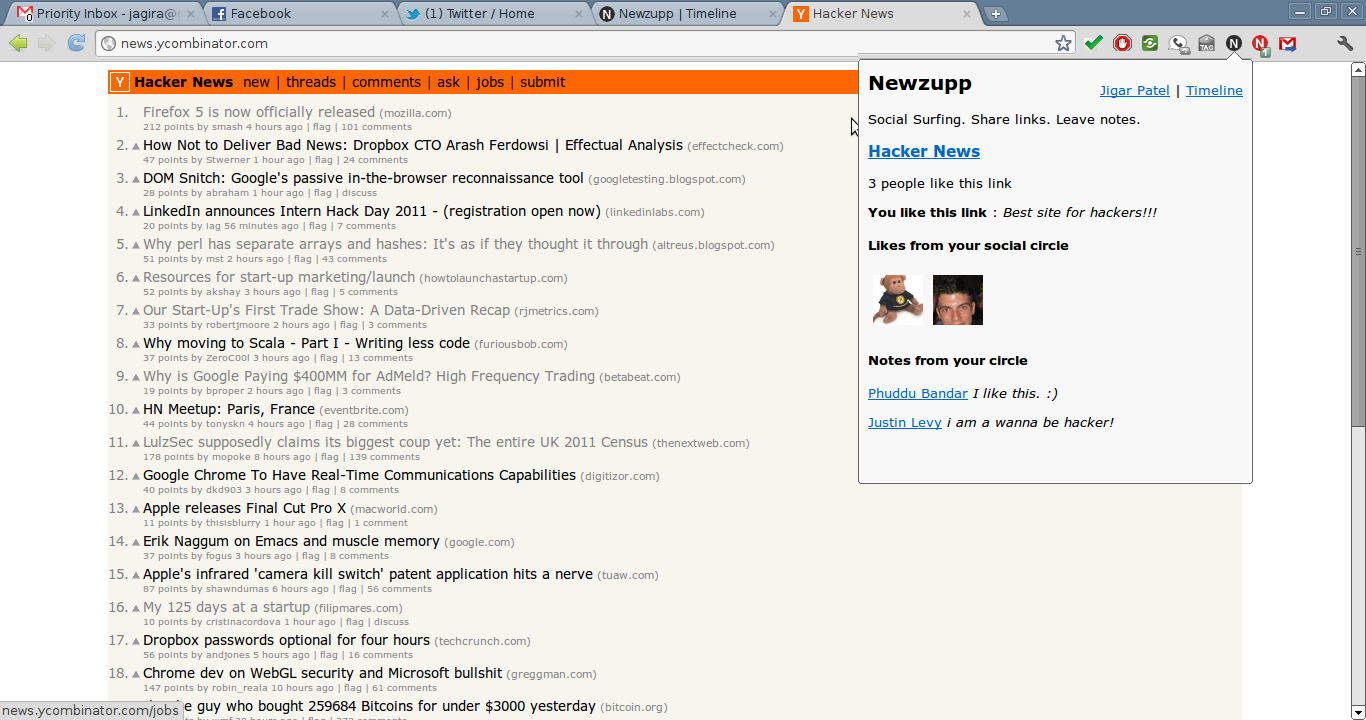 Priority Inbox - jagira@
Facebook
(1) Twitter / Home
Newzupp | Timeline
Hacker News
news.ycombinator.com
TAG
1
Y Hacker News new | threads | comments | ask | jobs | submit
1. Firefox 5 is now officially released (mozilla.com)
212 points by smash 4 hours ago | flag | 101 comments
2. How Not to Deliver Bad News: Dropbox CTO Arash Ferdowsi | Effectual Analysis (effectcheck.com)
47 points by Stwerner 1 hour ago | flag | 24 comments
3. DOM Snitch: Google's passive in-the-browser reconnaissance tool (googletesting.blogspot.com)
28 points by abraham 1 hour ago | flag | discuss
4. LinkedIn announces Intern Hack Day 2011 - (registration open now) (linkedinlabs.com)
20 points by iag 56 minutes ago | flag | 7 comments
5. Why perl has separate arrays and hashes: It's as if they thought it through (altreus.blogspot.com)
51 points by mst 2 hours ago | flag | 43 comments
6. Resources for start-up marketing/launch (howtolaunchastartup.com)
52 points by akshay 3 hours ago | flag | 5 comments
7. Our Start-Up's First Trade Show: A Data-Driven Recap (rjmetrics.com)
33 points by robertjmoore 2 hours ago | flag | 3 comments
8. Why moving to Scala - Part I - Writing less code (furiousbob.com)
37 points by ZeroC00l 3 hours ago | flag | 13 comments
9. Why is Google Paying $400MM for AdMeld? High Frequency Trading (betabeat.com)
19 points by bproper 2 hours ago | flag | 3 comments
10. HN Meetup: Paris, France (eventbrite.com)
44 points by tonyskn 4 hours ago | flag | 28 comments
11. LulzSec supposedly claims its biggest coup yet: The entire UK 2011 Census (thenextweb.com)
178 points by mopoke 8 hours ago | flag | 139 comments
12. Google Chrome To Have Real-Time Communications Capabilities (digitizor.com)
40 points by dkd903 3 hours ago | flag | 8 comments
13. Apple releases Final Cut Pro X (macworld.com)
11 points by thisisblurry 1 hour ago | flag | 1 comment
14. Erik Naggum on Emacs and muscle memory (google.com)
37 points by fogus 3 hours ago | flag | 8 comments
15. Apple's infrared 'camera kill switch' patent application hits a nerve (tuaw.com)
87 points by shawndumas 6 hours ago | flag | 56 comments
16. My 125 days at a startup (filipmares.com)
10 points by cristinacordova 1 hour ago | flag | discuss
17. Dropbox passwords optional for four hours (techcrunch.com)
56 points by andjones 5 hours ago | flag | 16 comments
18. Chrome dev on WebGL security and Microsoft bullshit (greggman.com)
147 points by robin_reala 10 hours ago | flag | 61 comments
guy who bought 259684 Bitcoins for under $3000 yesterday (bitcoin.org)
news.ycombinator.com/jobs
Newzupp
Jigar Patel | Timeline
Social Surfing. Share links. Leave notes.
Hacker News
3 people like this link
You like this link : Best site for hackers!!!
Likes from your social circle
Notes from your circle
Phuddu Bandar I like this. :)
Justin Levy i am a wanna be hacker!